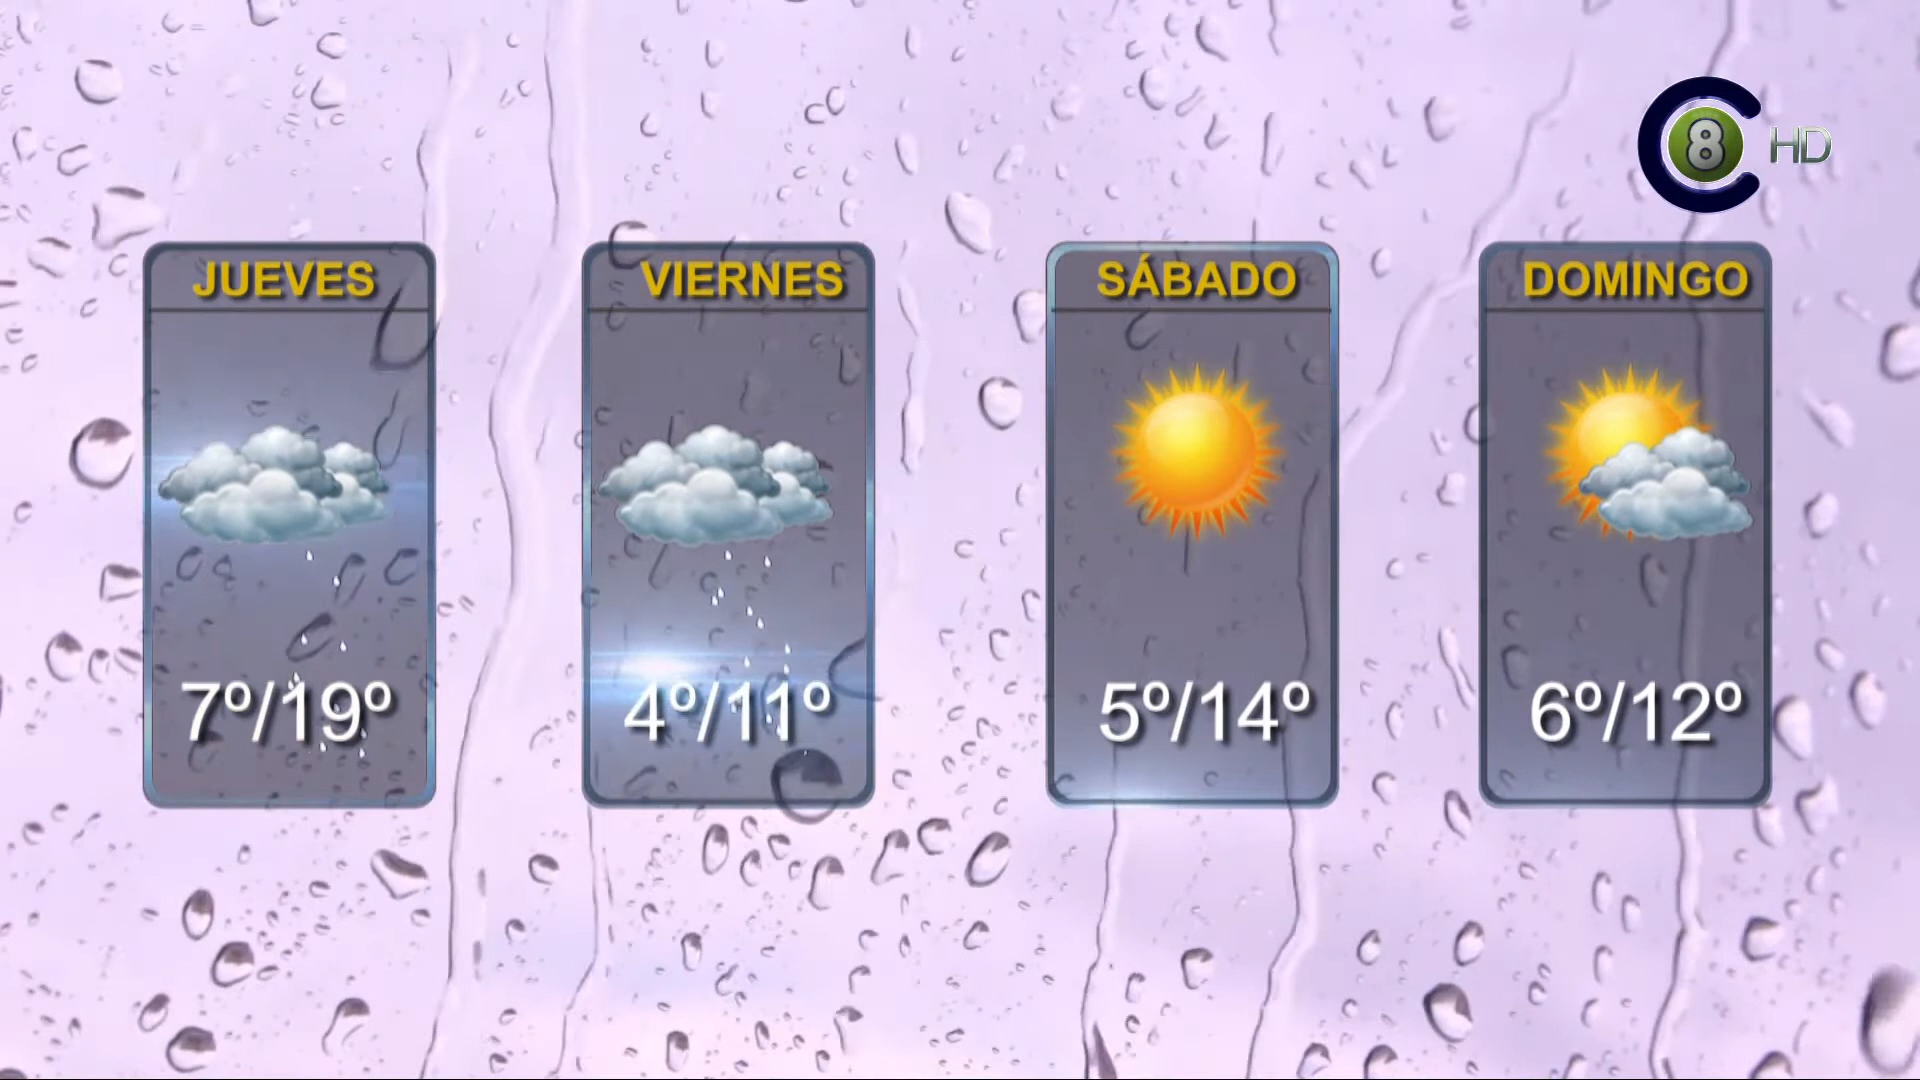 C8 HD
JUEVES
VIERNES
SÁBADO
DOMINGO
7º/19º
4º/11º
5º/14º
6º/12º